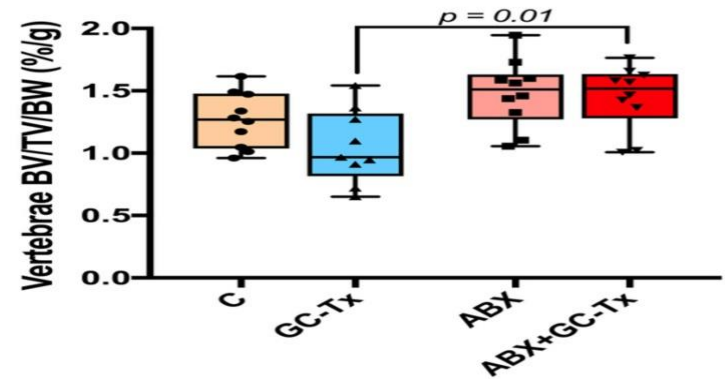 p = 0.01
Vertebrae BV/TV/BW (%/g)
2.0
1.5
1.0
0.5
0.0
C
GC-Tx
ABX
ABX+GC-Tx